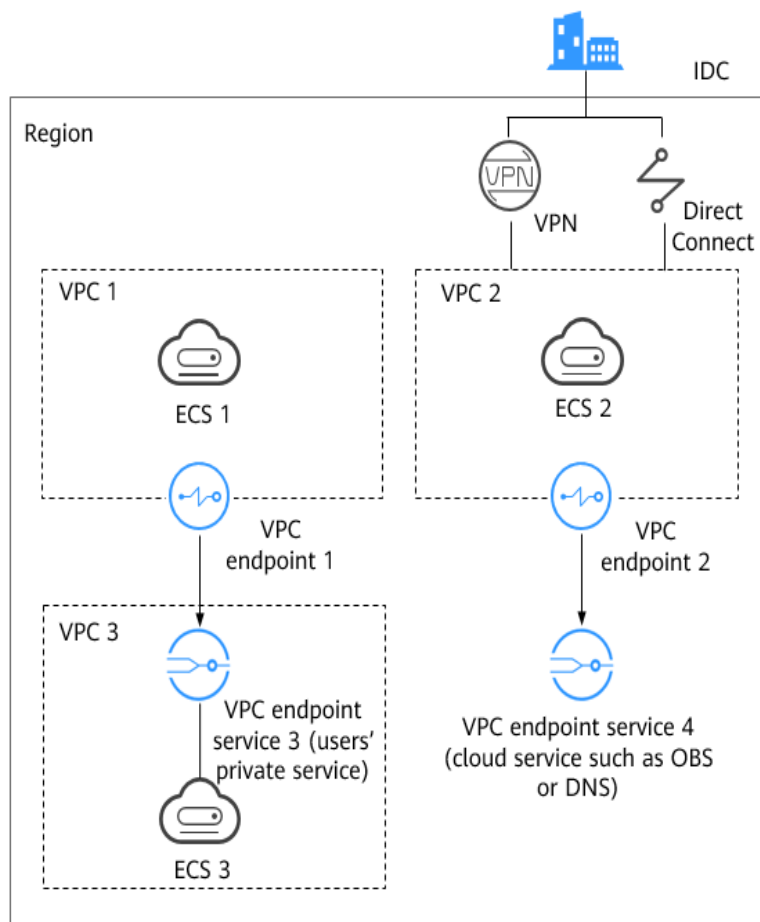 IDC
Region
VPN
VPN
Direct
Connect
VPC 1
VPC 2
ECS 1
ECS 2
VPC
endpoint 1
VPC
endpoint 2
VPC 3
VPC endpoint
service 3 (users’
private service)
VPC endpoint service 4
(cloud service such as OBS
or DNS)
ECS 3